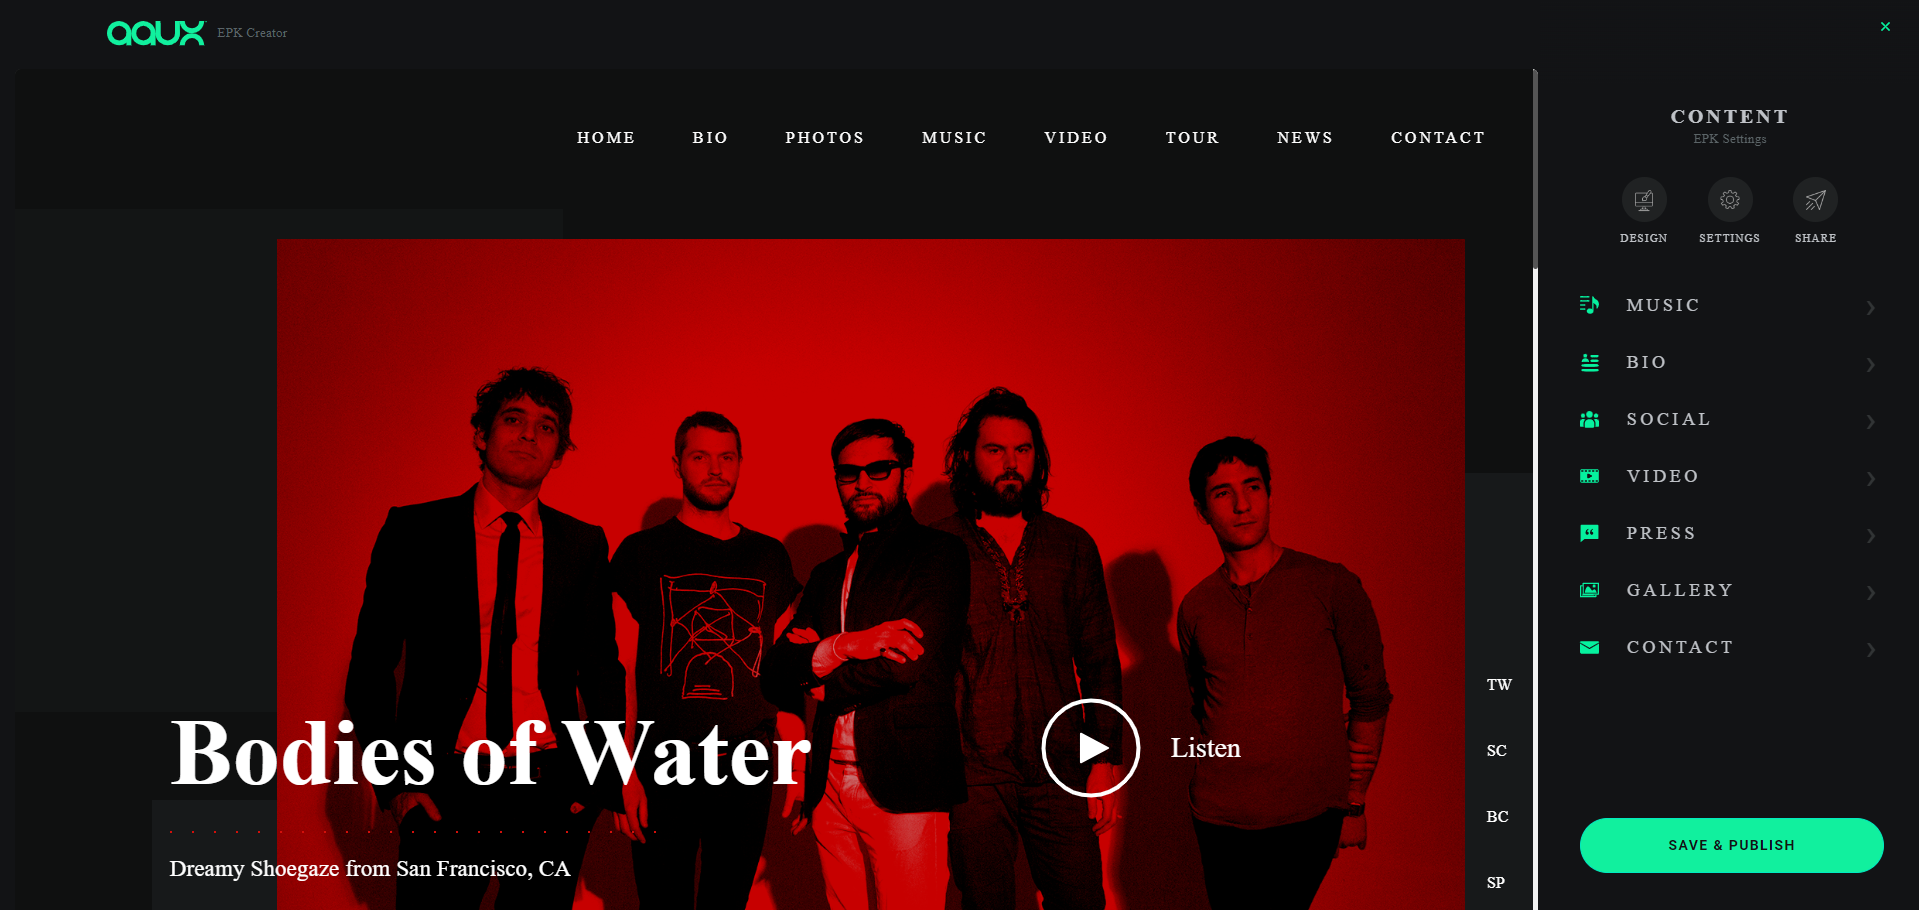 aaux EPK Creator
HOME BIO PHOTOS MUSIC VIDEO TOUR NEWS CONTACT
Bodies of Water
Listen
Dreamy Shoegaze from San Francisco, CA
TW
SC
BC
SP
CONTENT
EPK Settings
DESIGN SETTINGS SHARE
MUSIC
BIO
SOCIAL
VIDEO
PRESS
GALLERY
CONTACT
SAVE & PUBLISH